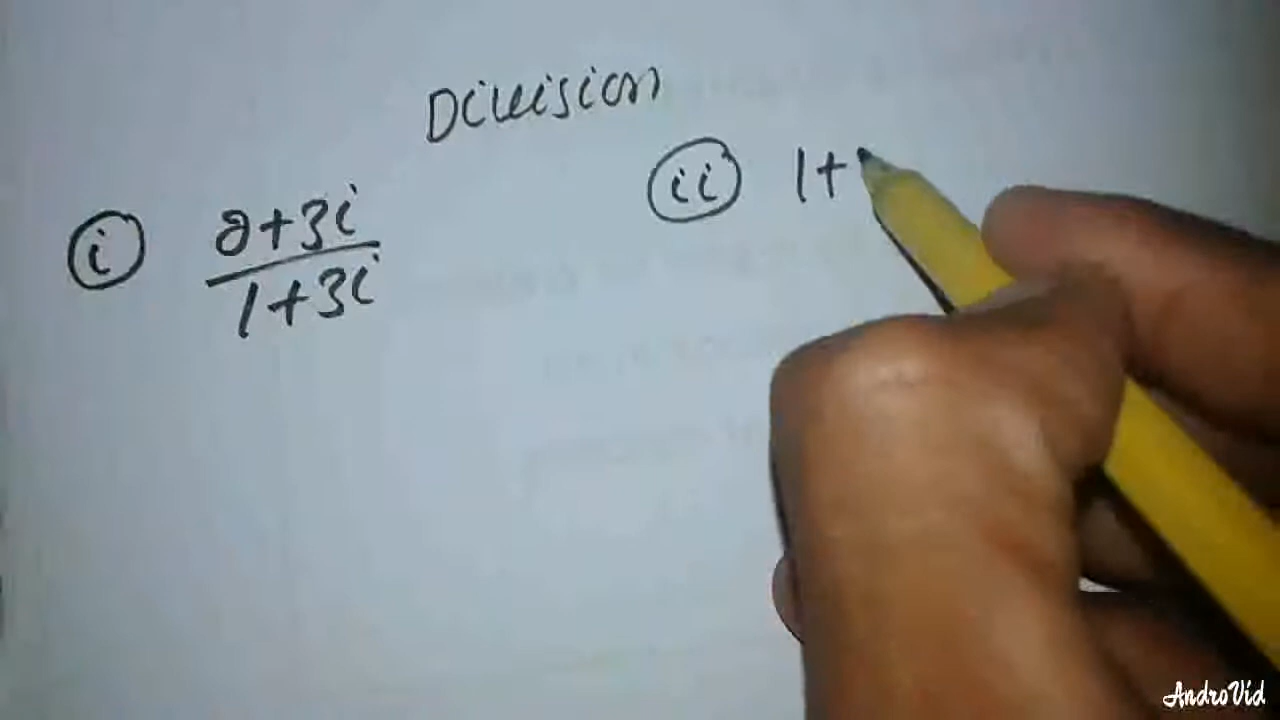 Division
(i) 2+3i
1+3i
(ii) 1+
AndroVid